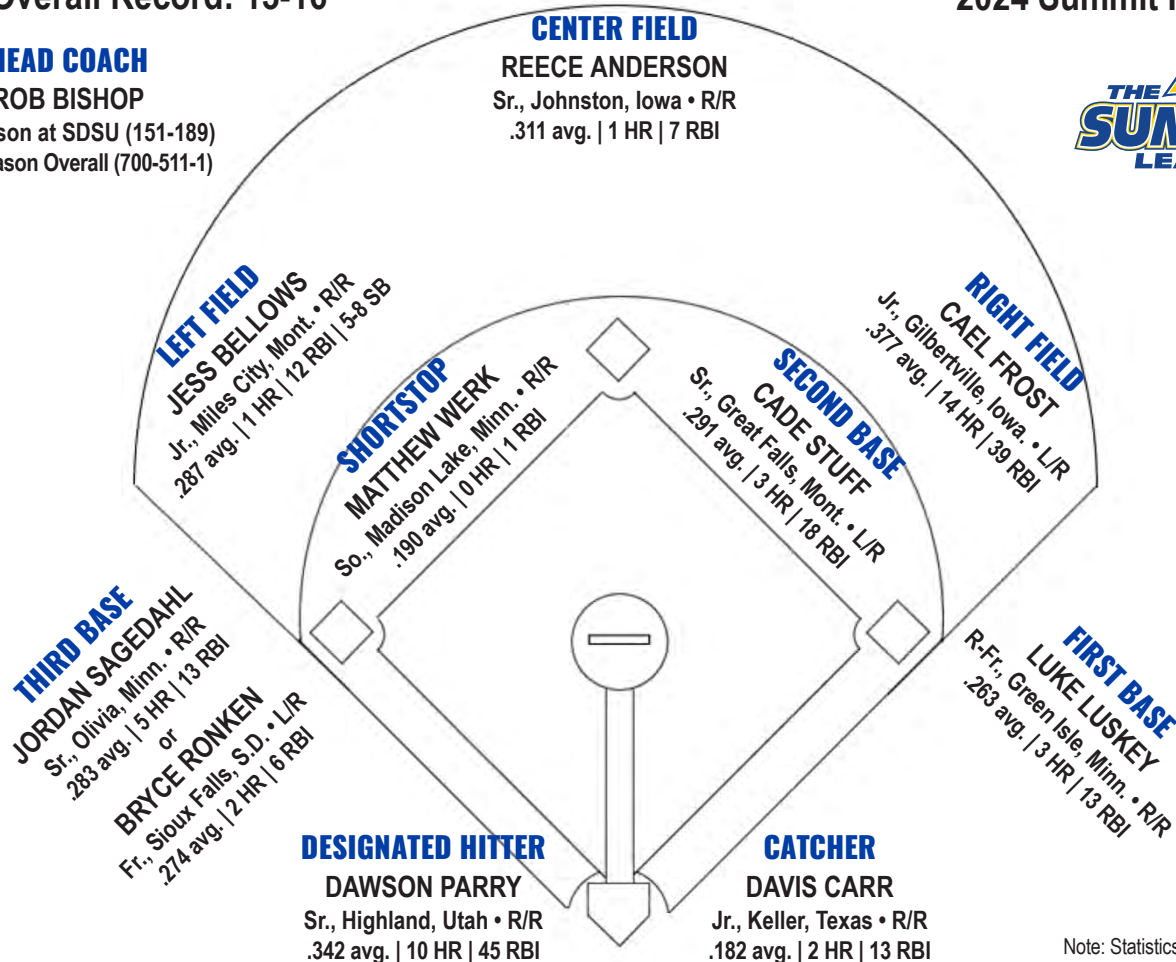 Overall Record: 15-16
2024 Summit
HEAD COACH
ROB BISHOP
son at SDSU (151-189)
ason Overall (700-511-1)
THE
SUM
LEA
CENTER FIELD
REECE ANDERSON
Sr., Johnston, Iowa • R/R
.311 avg. | 1 HR | 7 RBI
LEFT FIELD
JESS BELLOWS
Jr., Miles City, Mont. • R/R
.287 avg. | 1 HR | 12 RBI | 5-8 SB
SHORTSTOP
MATTHEW WERK
So., Madison Lake, Minn. • R/R
.190 avg. | 0 HR | 1 RBI
SECOND BASE
CADE STUFF
Sr., Great Falls, Mont. • L/R
.291 avg. | 3 HR | 18 RBI
RIGHT FIELD
CAEL FROST
Jr., Gilbertville, Iowa. • L/R
.377 avg. | 14 HR | 39 RBI
THIRD BASE
JORDAN SAGEDAHL
Sr., Olivia, Minn. • R/R
.283 avg. | 5 HR | 13 RBI
or
BRYCE RONKEN
Fr., Sioux Falls, S.D. • L/R
.274 avg. | 2 HR | 6 RBI
FIRST BASE
LUKE LUSKEY
R-Fr., Green Isle, Minn. • R/R
.263 avg. | 3 HR | 13 RBI
DESIGNATED HITTER
DAWSON PARRY
Sr., Highland, Utah • R/R
.342 avg. | 10 HR | 45 RBI
CATCHER
DAVIS CARR
Jr., Keller, Texas • R/R
.182 avg. | 2 HR | 13 RBI
Note: Statistics